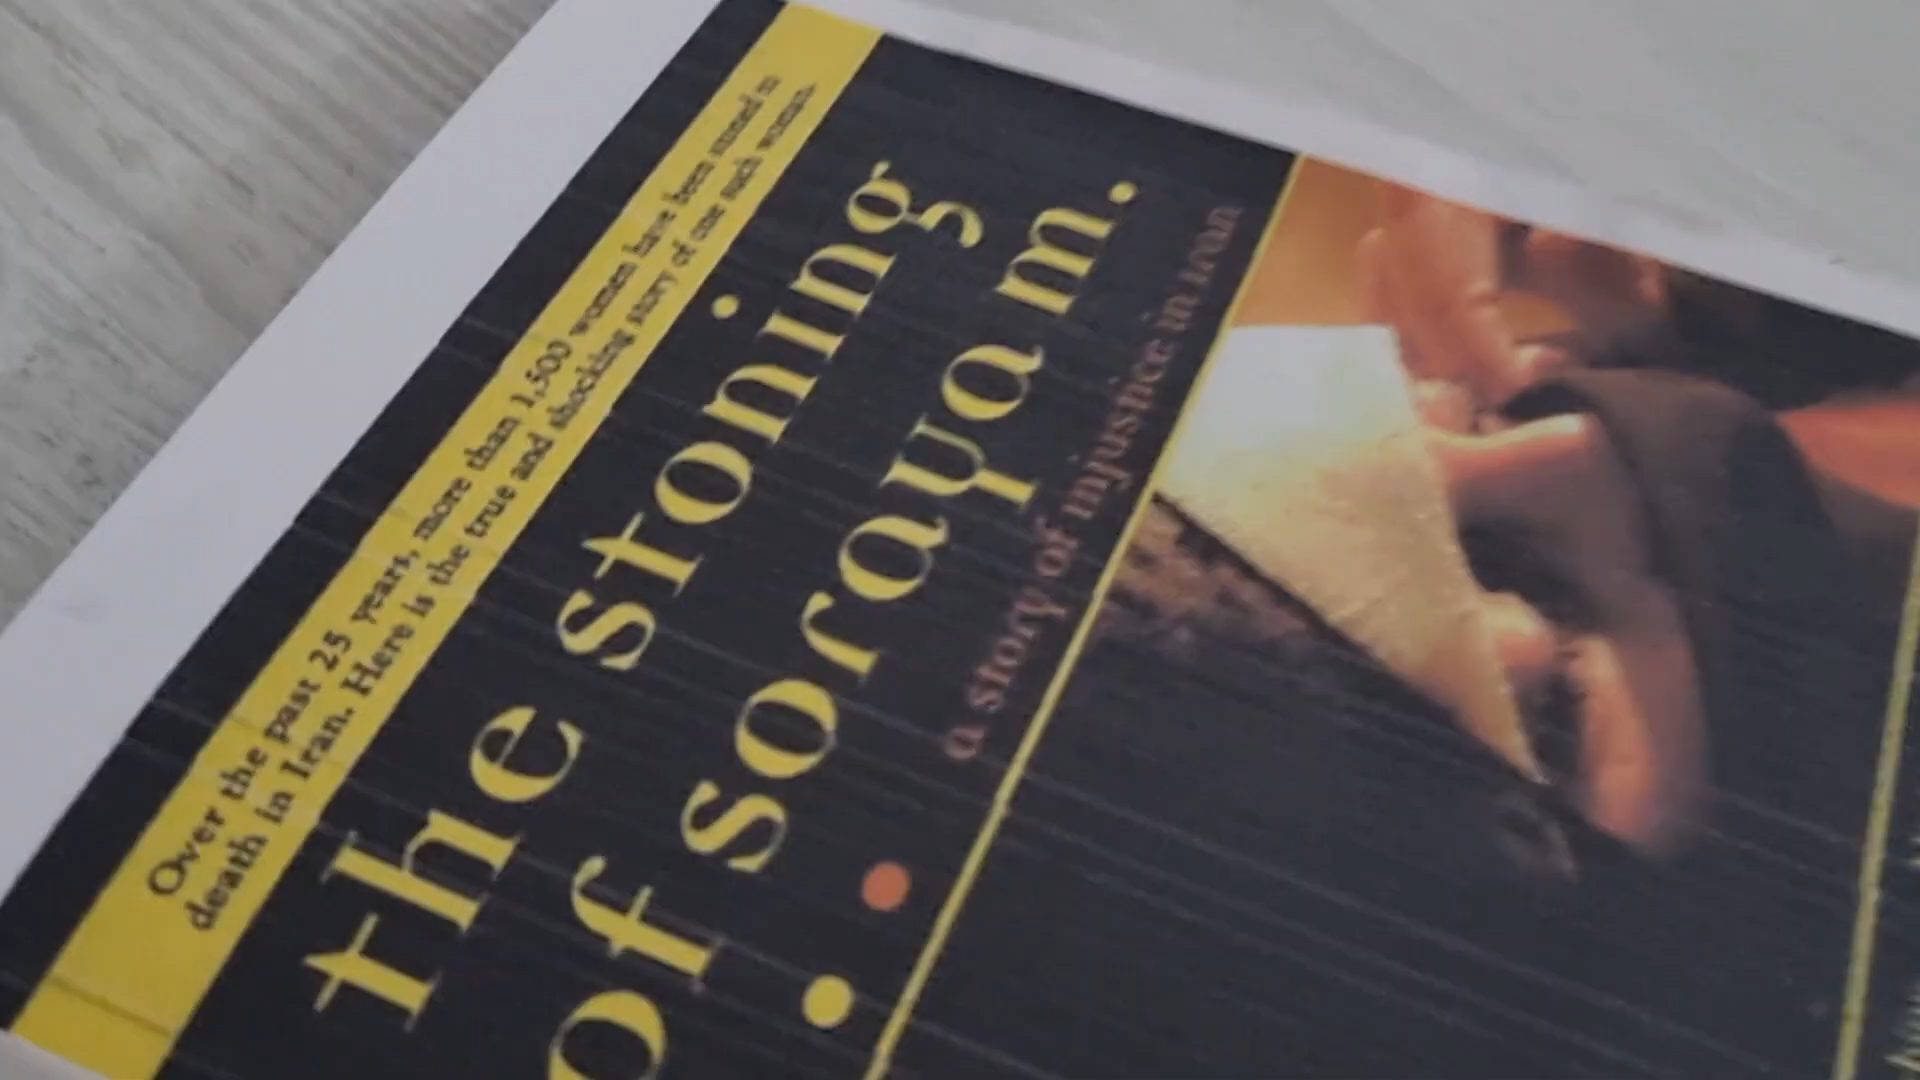 Over the past 25 years, more than 1,500 women have been stoned to
death in Iran. Here is the true and shocking story of one such woman.
the stoning
of soraya m.
a story of injustice in iran